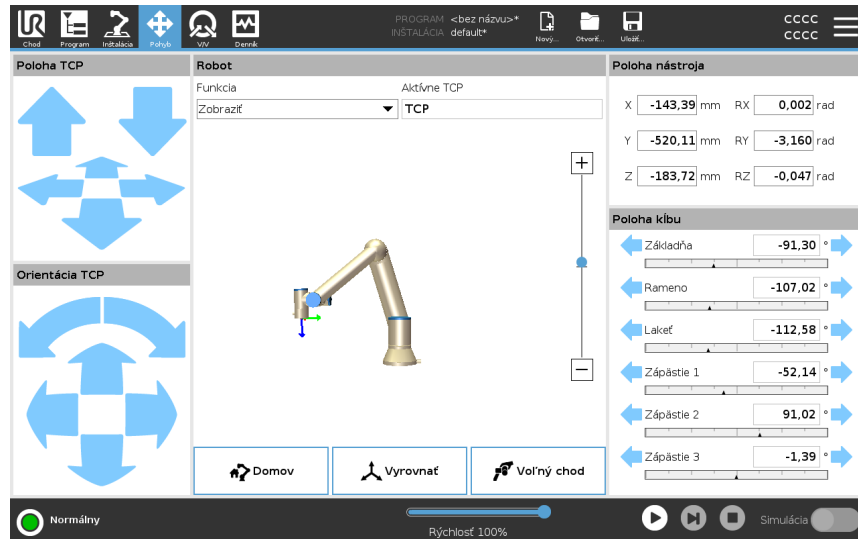 UR
Chod
Program
Inštalácia
Pohyb
V/V
Denník
PROGRAM <bez názvu>*
INŠTALÁCIA default*
Nový...
Otvoriť...
Uložiť...
CCCC
CCCC
Poloha TCP
Orientácia TCP
Robot
Funkcia
Aktívne TCP
Zobraziť
TCP
+
−
Domov
Vyrovnať
Voľný chod
Poloha nástroja
X -143,39 mm RX 0,002 rad
Y -520,11 mm RY -3,160 rad
Z -183,72 mm RZ -0,047 rad
Poloha kĺbu
Základňa -91,30 °
Rameno -107,02 °
Lakeť -112,58 °
Zápästie 1 -52,14 °
Zápästie 2 91,02 °
Zápästie 3 -1,39 °
Normálny
Rýchlosť 100%
Simulácia